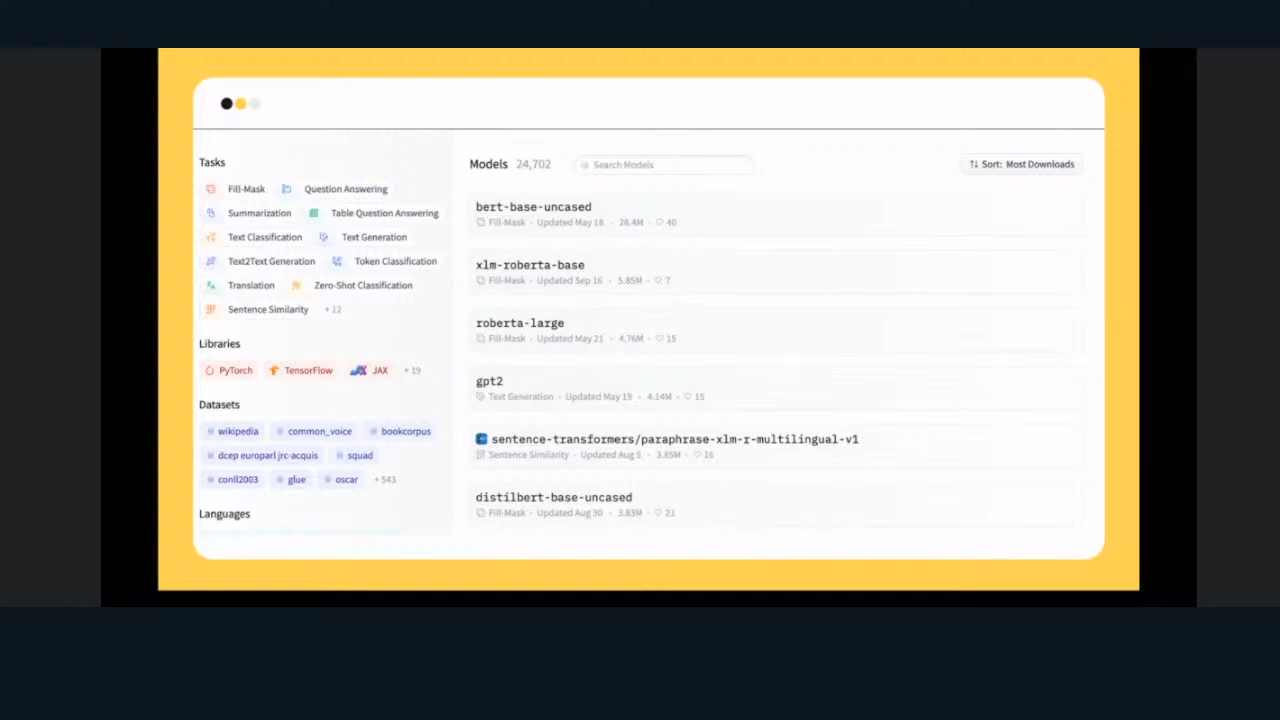 Tasks
Fill-Mask Question Answering
Summarization Table Question Answering
Text Classification Text Generation
Text2Text Generation Token Classification
Translation Zero-Shot Classification
Sentence Similarity + 12
Libraries
PyTorch TensorFlow JAX + 19
Datasets
wikipedia common_voice bookcorpus
dcep europarl jrc-acquis squad
conll2003 glue oscar + 543
Languages
Models 24,702 Search Models Sort: Most Downloads
bert-base-uncased
Fill-Mask • Updated May 18 • 28.4M • ♡ 40
xlm-roberta-base
Fill-Mask • Updated Sep 16 • 5.85M • ♡ 7
roberta-large
Fill-Mask • Updated May 21 • 4.76M • ♡ 15
gpt2
Text Generation • Updated May 19 • 4.14M • ♡ 15
sentence-transformers/paraphrase-xlm-r-multilingual-v1
Sentence Similarity • Updated Aug 5 • 3.85M • ♡ 16
distilbert-base-uncased
Fill-Mask • Updated Aug 30 • 3.83M • ♡ 21